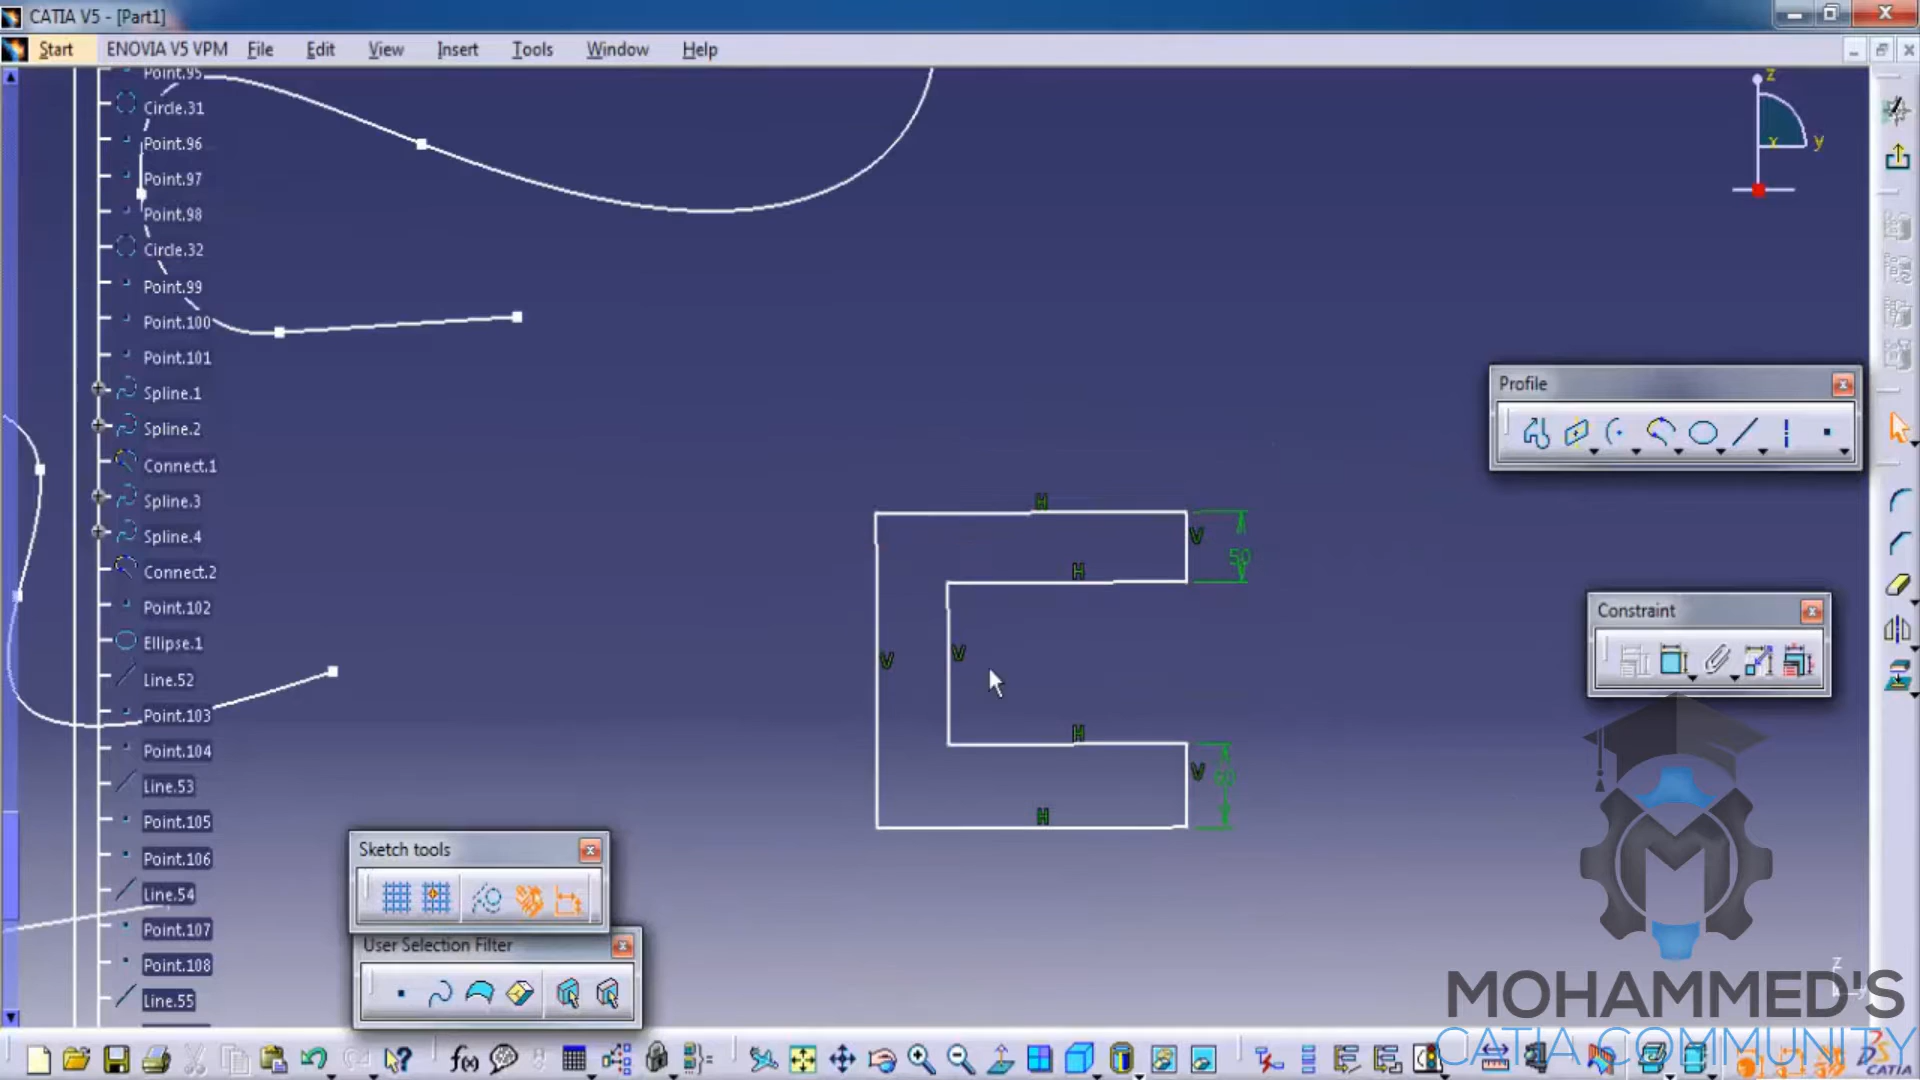 CATIA V5 - [Part1]
Start ENOVIA V5 VPM File Edit View Insert Tools Window Help
Point.95
Circle.31
Point.96
Point.97
Point.98
Circle.32
Point.99
Point.100
Point.101
Spline.1
Spline.2
Connect.1
Spline.3
Spline.4
Connect.2
Point.102
Ellipse.1
Line.52
Point.103
Point.104
Line.53
Point.105
Point.106
Line.54
Point.107
Point.108
Line.55
z
x
y
Profile
Constraint
H
V
50
H
V
V
H
V
H
Sketch tools
User Selection Filter
z
y
MOHAMMED'S
CATIA COMMUNITY
f(x)
CATIA